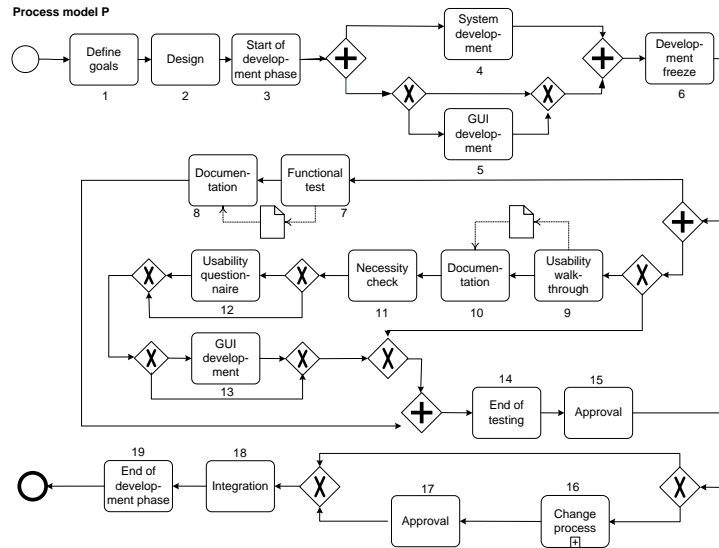 Process model P
Define
goals
1
Design
2
Start of
develop-
ment phase
3
System
develop-
ment
4
GUI
develop-
ment
5
Develop-
ment
freeze
6
Documen-
tation
8
Functional
test
7
Usability
question-
naire
12
Necessity
check
11
Documen-
tation
10
Usability
walk-
through
9
GUI
develop-
ment
13
14
End of
testing
15
Approval
19
End of
develop-
ment phase
18
Integration
17
Approval
16
Change
process